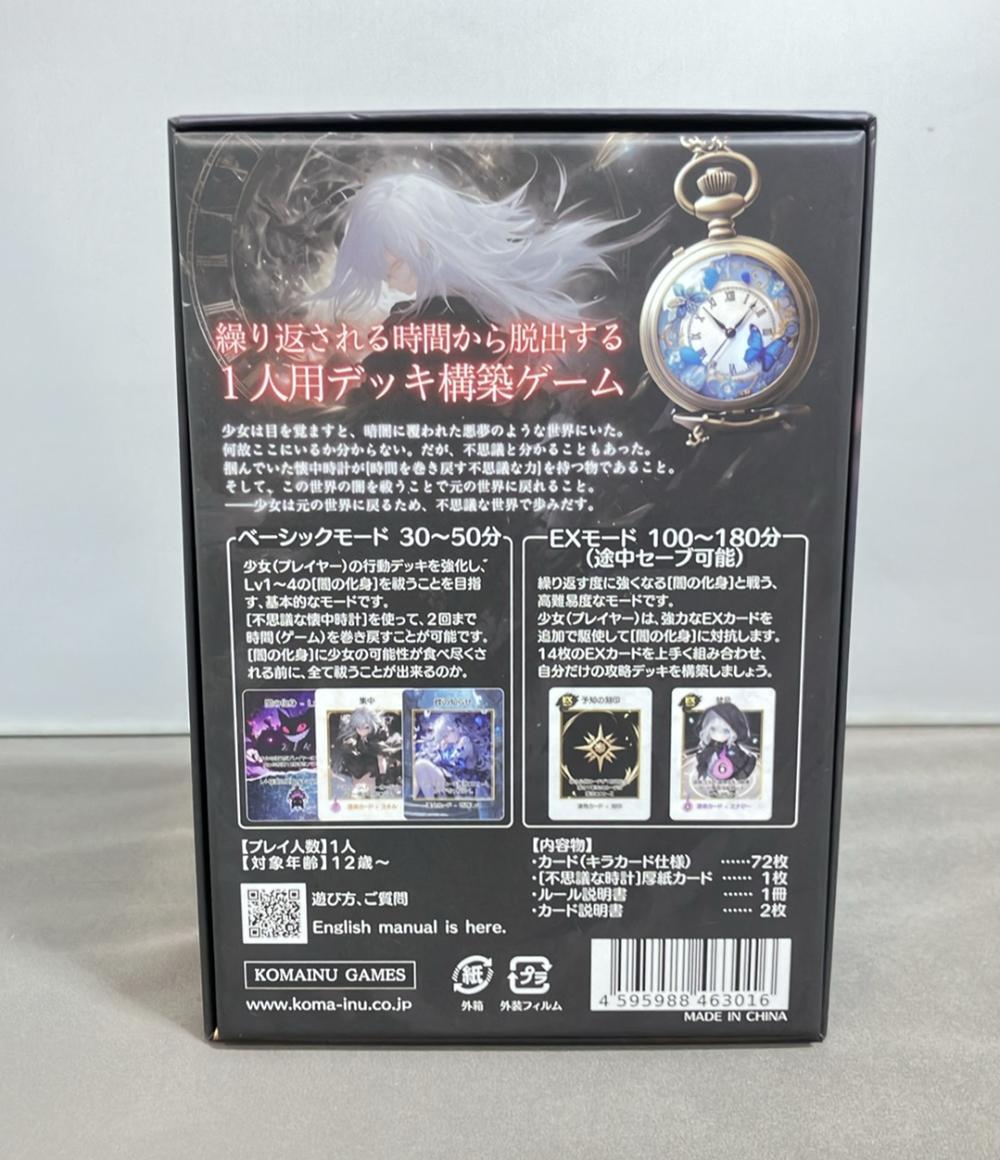 繰り返される時間から脱出する
1人用デッキ構築ゲーム
少女は目を覚ますと、暗闇に覆われた悪夢のような世界にいた。
何故ここにいるか分からない。だが、不思議と分かることもあった。
掴んでいた懐中時計が[時間を巻き戻す不思議な力]を持つ物であること。
そして、この世界の闇を祓うことで元の世界に戻れること。
――少女は元の世界に戻るため、不思議な世界で歩みだす。
ベーシックモード 30〜50分
少女(プレイヤー)の行動デッキを強化し、
Lv1〜4の[闇の化身]を祓うことを目指
す、基本的なモードです。
[不思議な懐中時計]を使って、2回まで
時間(ゲーム)を巻き戻すことが可能です。
[闇の化身]に少女の可能性が食べ尽くさ
れる前に、全て祓うことが出来るのか。
集中
EXモード 100〜180分
(途中セーブ可能)
繰り返す度に強くなる[闇の化身]と戦う、
高難易度なモードです。
少女(プレイヤー)は、強力なEXカードを
追加で駆使して[闇の化身]に対抗します。
14枚のEXカードを上手く組み合わせ、
自分だけの攻略デッキを構築しましょう。
EX 予知の刻印
EX
6
【プレイ人数】1人
【対象年齢】12歳〜
遊び方、ご質問
English manual is here.
【内容物】
・カード(キラカード仕様) ……72枚
・[不思議な時計]厚紙カード …… 1枚
・ルール説明書 …… 1冊
・カード説明書 …… 2枚
KOMAINU GAMES
www.koma-inu.co.jp
紙
外箱
プラ
外装フィルム
4 595988 463016
MADE IN CHINA